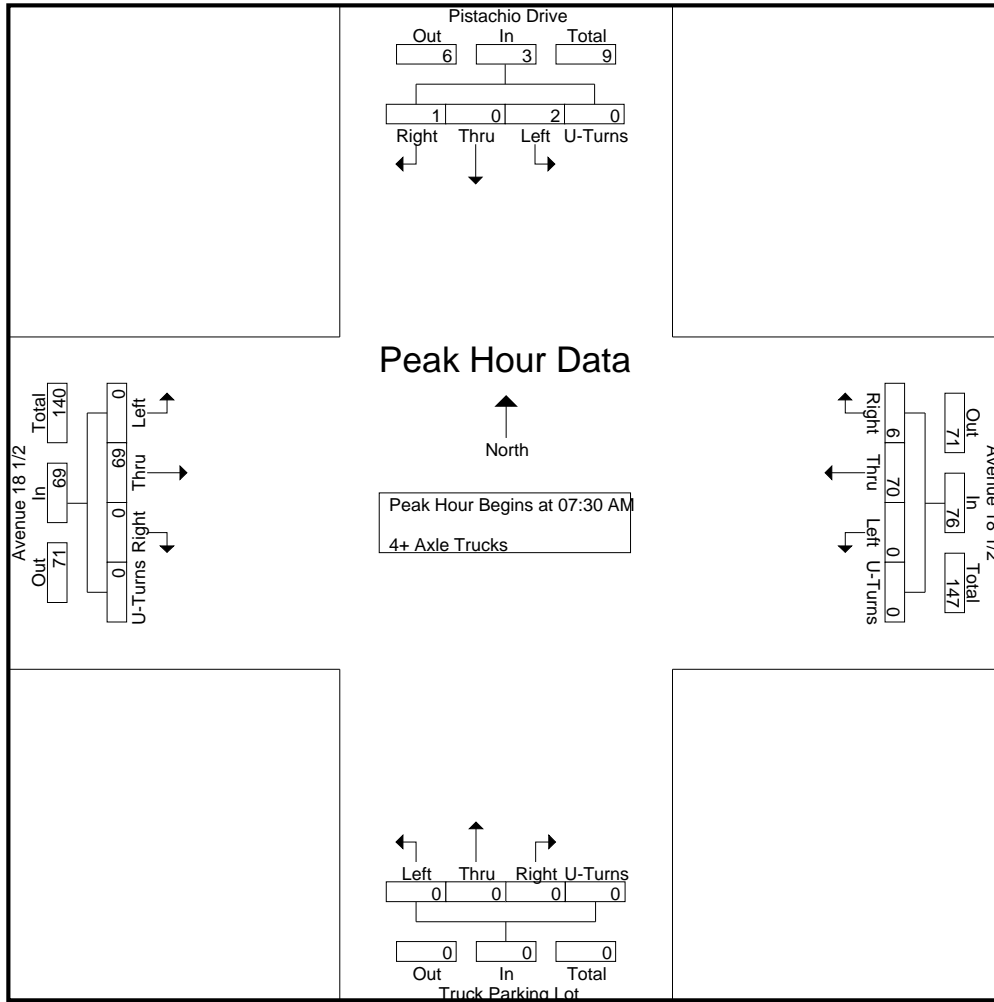 Pistachio Drive
Out In Total
6 3 9
1 0 2 0
Right Thru Left U-Turns
Peak Hour Data
North
Peak Hour Begins at 07:30 AM
4+ Axle Trucks
Avenue 18 1/2
Total In Out
140 69 71
0 69 0 0
Left Thru Right U-Turns
Avenue 18 1/2
Out In Total
71 76 147
6 70 0 0
Right Thru Left U-Turns
Left Thru Right U-Turns
0 0 0 0
0 0 0
Out In Total
Truck Parking Lot